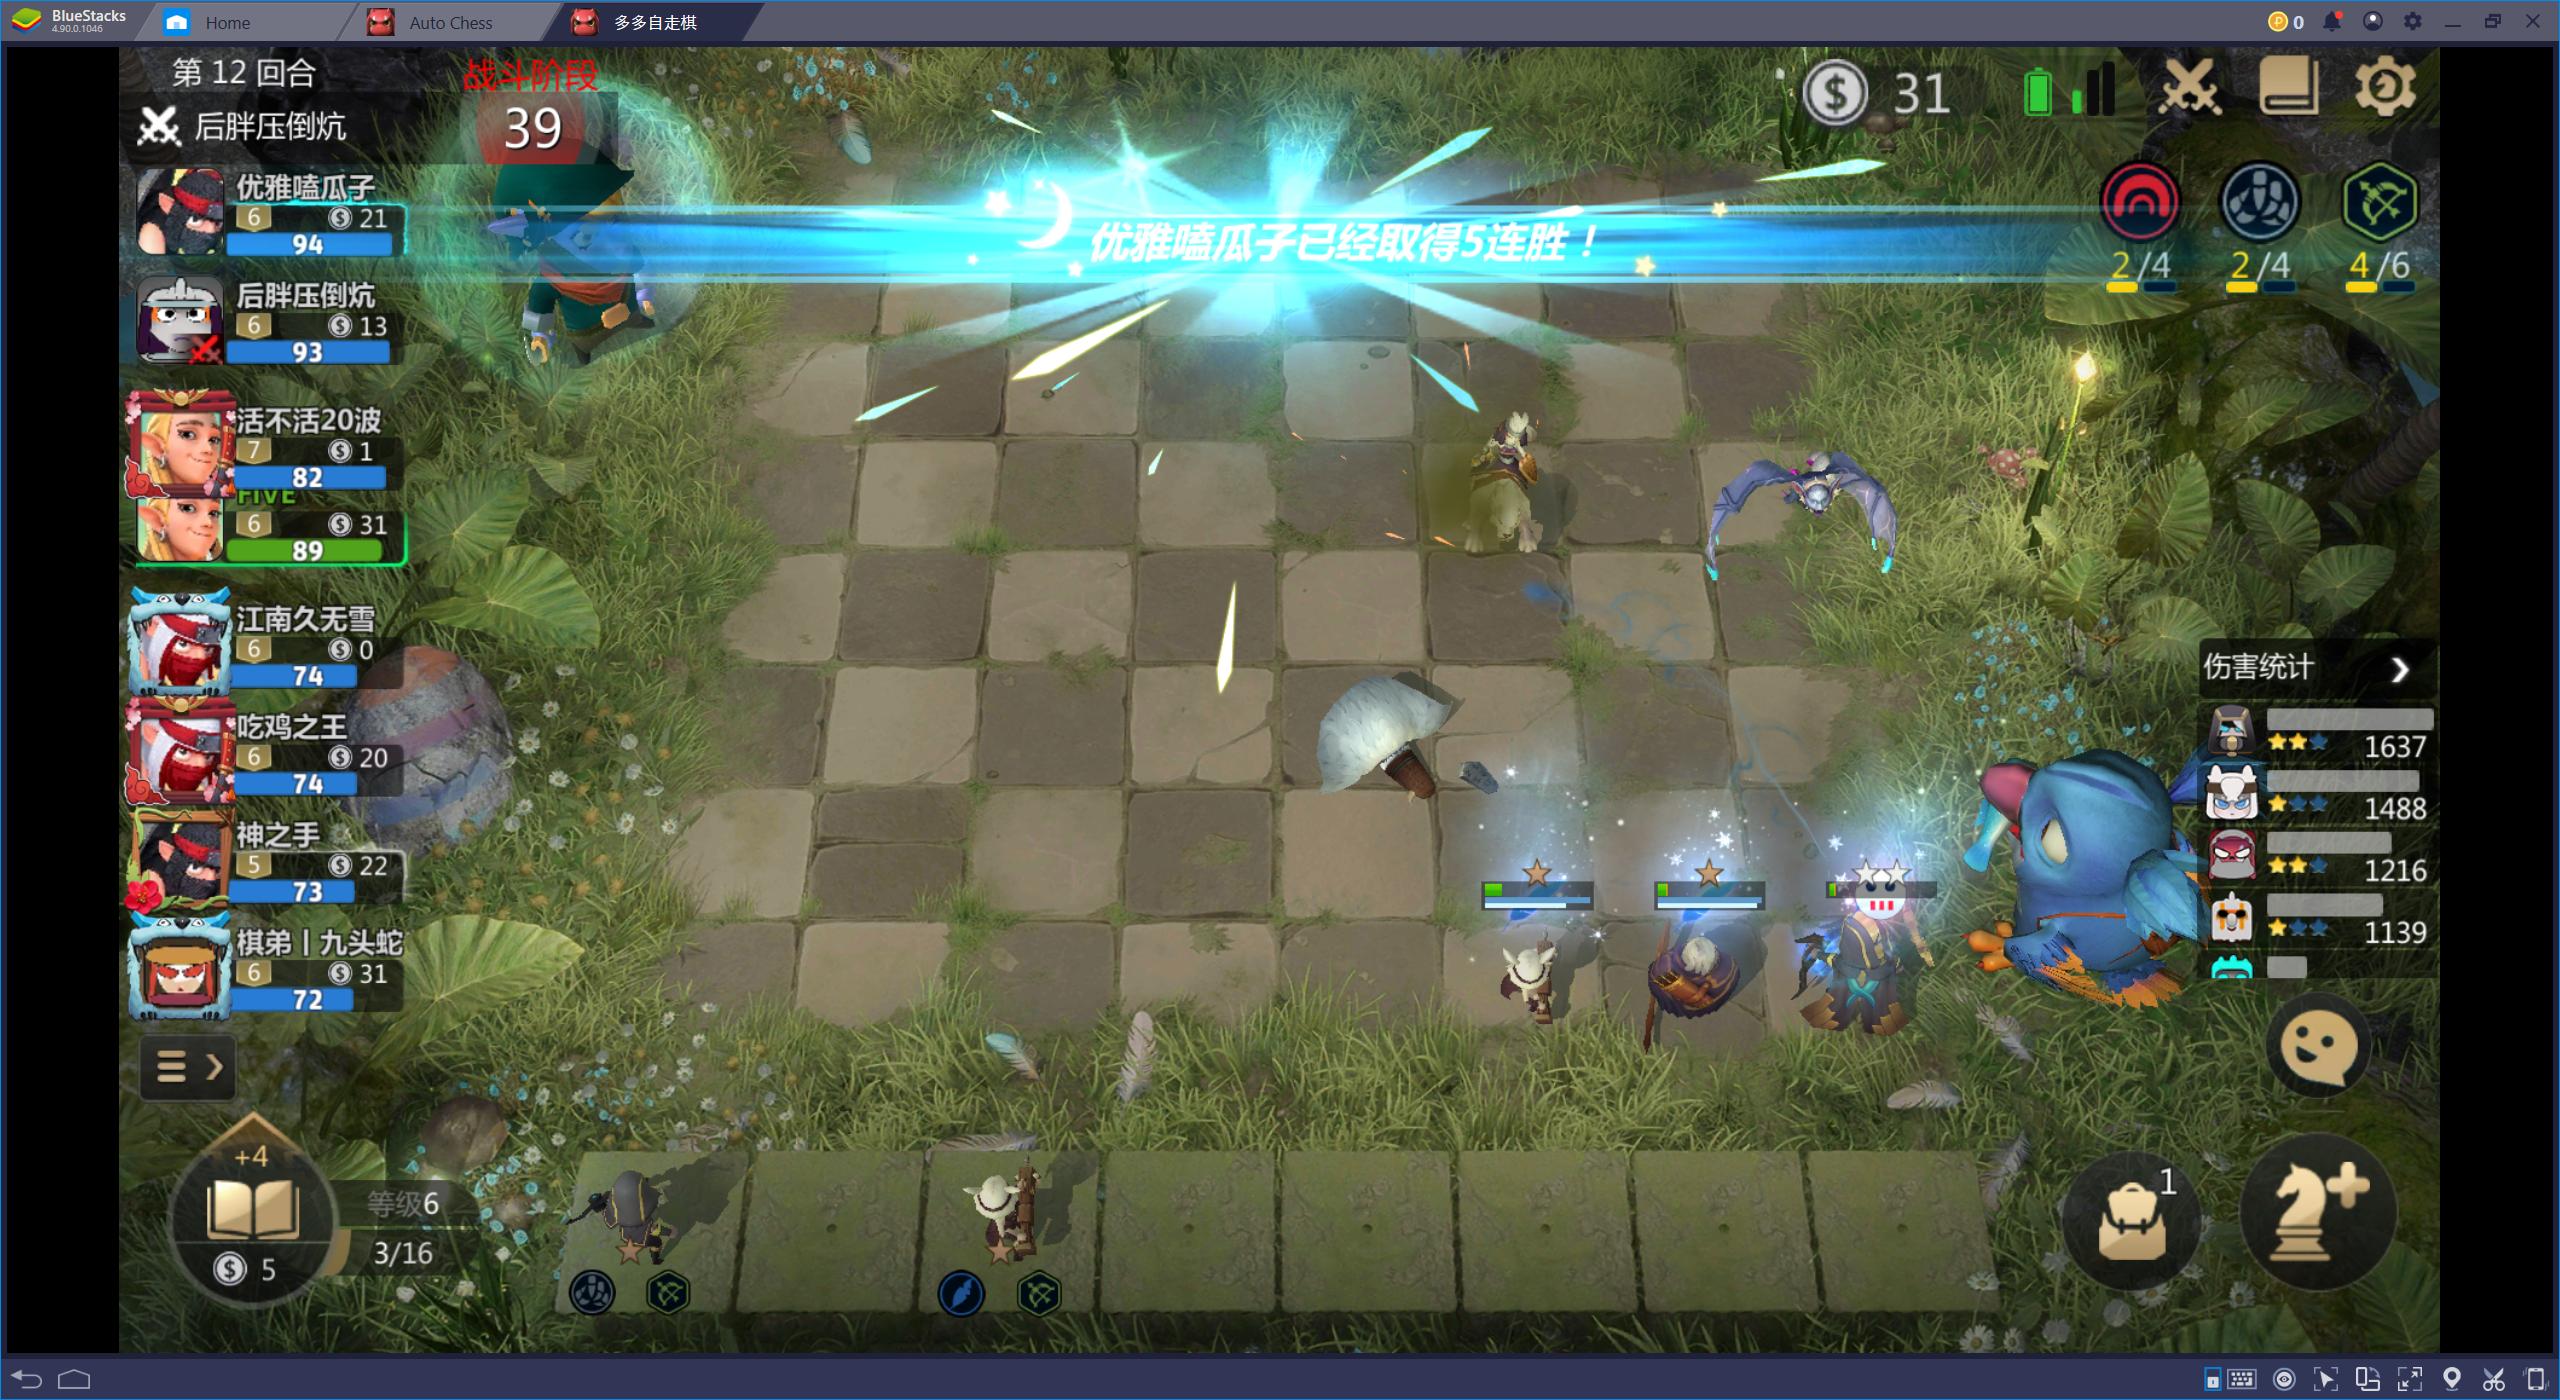 BlueStacks
4.90.0.1046
Home
Auto Chess
多多自走棋
0
第 12 回合
战斗阶段
后胖压倒炕
39
31
优雅嗑瓜子已经取得5连胜！
2/4
2/4
4/6
优雅嗑瓜子
6
21
94
后胖压倒炕
6
13
93
活不活20波
7
1
82
FIVE
6
31
89
江南久无雪
6
0
74
吃鸡之王
6
20
74
神之手
5
22
73
棋弟丨九头蛇
6
31
72
伤害统计
1637
1488
1216
1139
+4
5
等级6
3/16
1